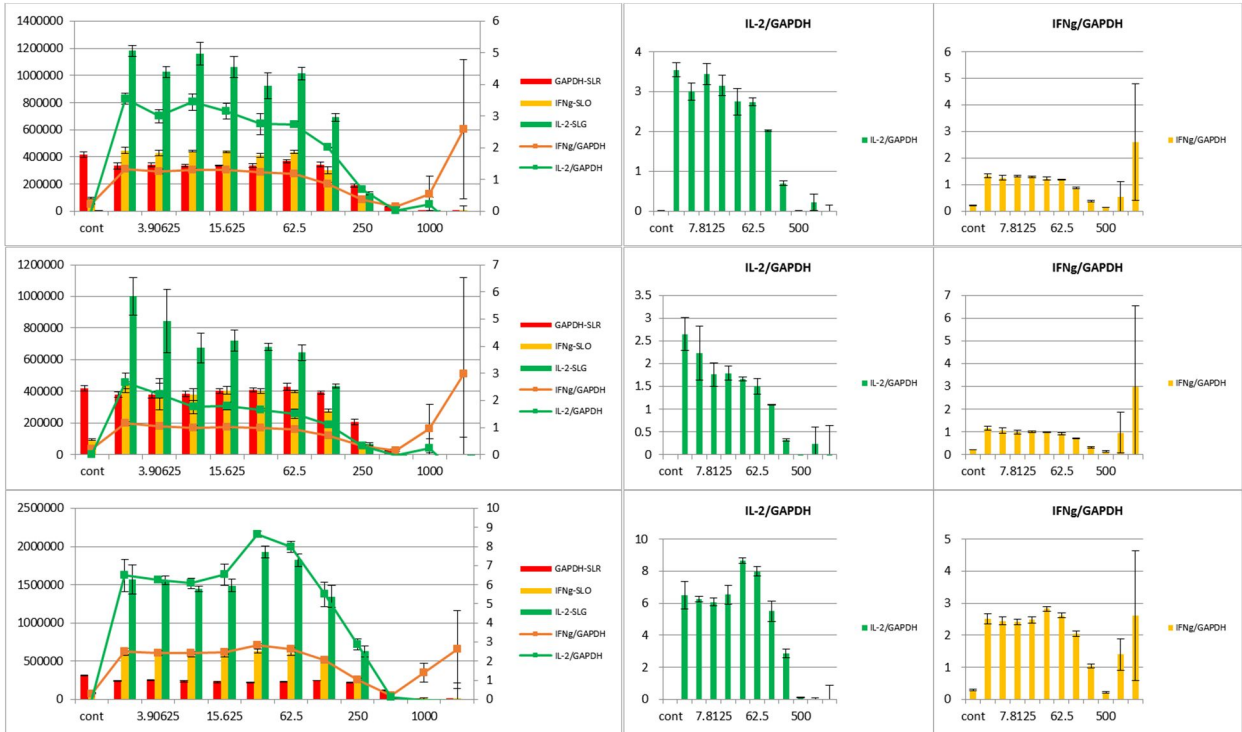 IL-2/GAPDH
IFNg/GAPDH
1400000
1200000
1000000
800000
600000
400000
200000
0
6
5
4
3
2
1
0
cont 3.90625 15.625 62.5 250 1000
GAPDH-SLR
IFNg-SLO
IL-2-SLG
IFNg/GAPDH
IL-2/GAPDH
4
3
2
1
0
cont 7.8125 62.5 500
IL-2/GAPDH
6
5
4
3
2
1
0
cont 7.8125 62.5 500
IFNg/GAPDH
IL-2/GAPDH
IFNg/GAPDH
1200000
1000000
800000
600000
400000
200000
0
7
6
5
4
3
2
1
0
cont 3.90625 15.625 62.5 250 1000
GAPDH-SLR
IFNg-SLO
IL-2-SLG
IFNg/GAPDH
IL-2/GAPDH
3.5
3
2.5
2
1.5
1
0.5
0
cont 7.8125 62.5 500
IL-2/GAPDH
7
6
5
4
3
2
1
0
cont 7.8125 62.5 500
IFNg/GAPDH
IL-2/GAPDH
IFNg/GAPDH
2500000
2000000
1500000
1000000
500000
0
10
9
8
7
6
5
4
3
2
1
0
cont 3.90625 15.625 62.5 250 1000
GAPDH-SLR
IFNg-SLO
IL-2-SLG
IFNg/GAPDH
IL-2/GAPDH
10
8
6
4
2
0
cont 7.8125 62.5 500
IL-2/GAPDH
5
4
3
2
1
0
cont 7.8125 62.5 500
IFNg/GAPDH